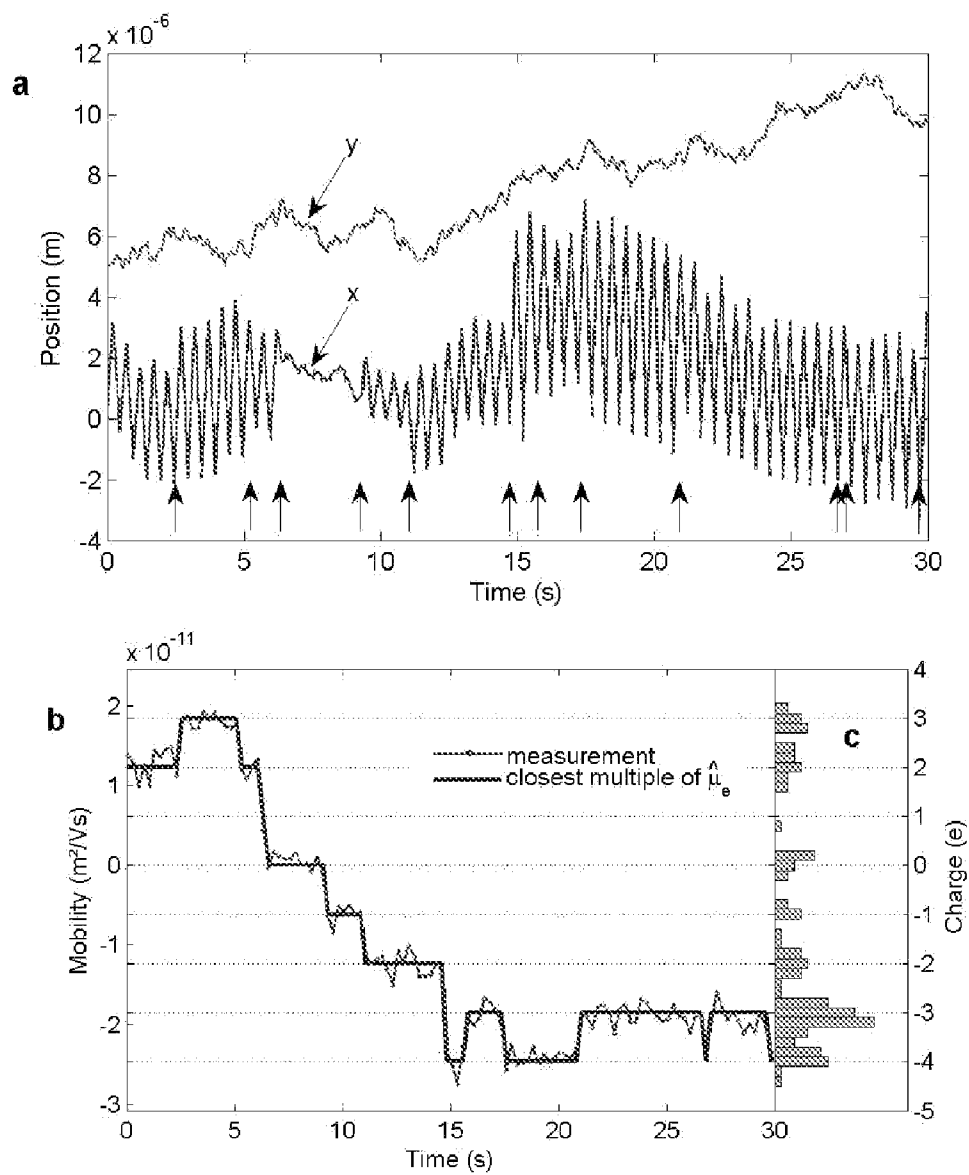 x 10⁻⁶
a
12
10
8
6
4
2
0
-2
-4
Position (m)
y
x
0 5 10 15 20 25 30
Time (s)
x 10⁻¹¹
b
2
1
0
-1
-2
-3
Mobility (m²/Vs)
measurement
closest multiple of μ̂e
c
4
3
2
1
0
-1
-2
-3
-4
-5
Charge (e)
0 5 10 15 20 25 30
Time (s)